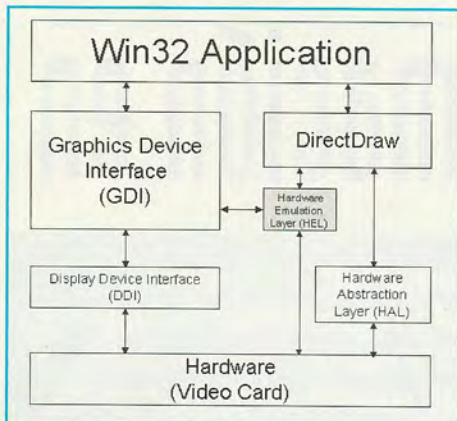 Win32 Application
Graphics Device
Interface
(GDI)
DirectDraw
Hardware
Emulation
Layer (HEL)
Display Device Interface
(DDI)
Hardware
Abstraction
Layer (HAL)
Hardware
(Video Card)